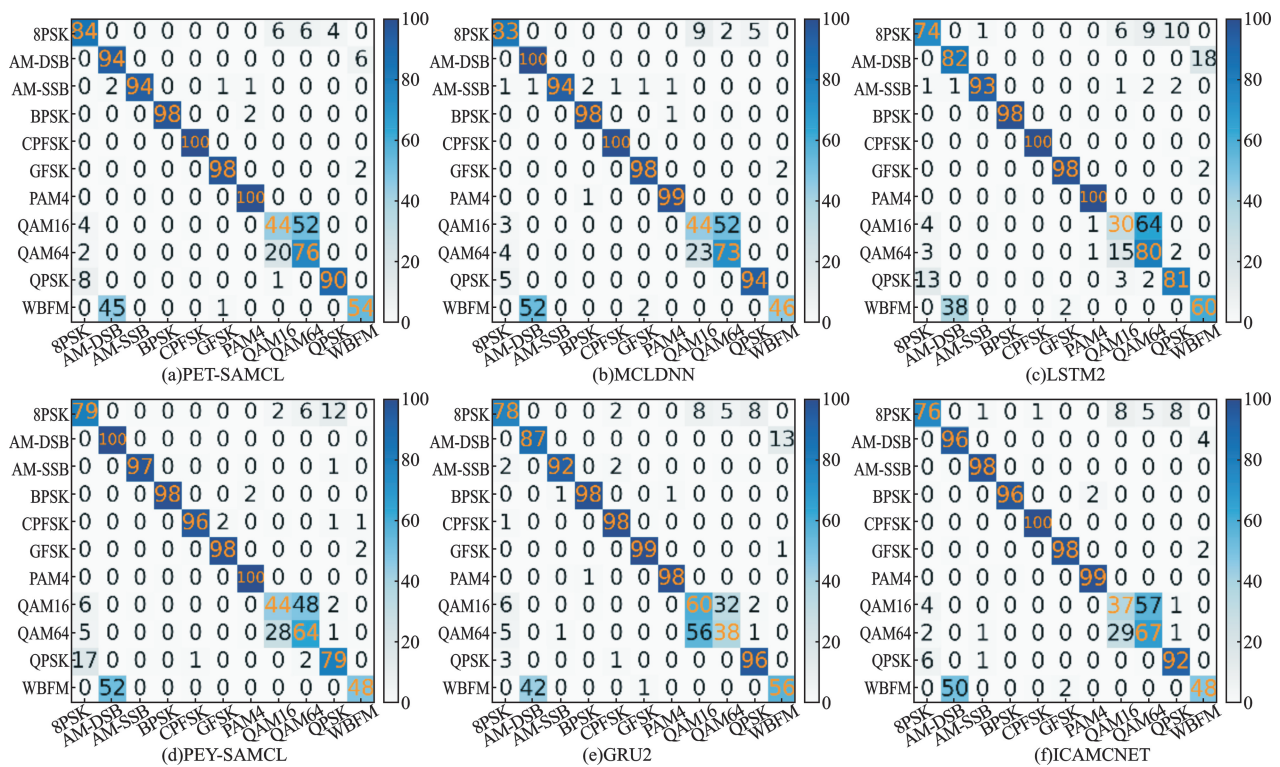 8PSK 84 0 0 0 0 0 0 6 6 4 0
AM-DSB 0 94 0 0 0 0 0 0 0 0 6
AM-SSB 0 2 94 0 0 1 1 0 0 0 0
BPSK 0 0 0 98 0 0 2 0 0 0 0
CPFSK 0 0 0 0 100 0 0 0 0 0 0
GFSK 0 0 0 0 0 98 0 0 0 0 2
PAM4 0 0 0 0 0 0 100 0 0 0 0
QAM16 4 0 0 0 0 0 0 44 52 0 0
QAM64 2 0 0 0 0 0 0 20 76 0 0
QPSK 8 0 0 0 0 0 0 1 0 90 0
WBFM 0 45 0 0 0 1 0 0 0 0 54
8PSK AM-DSB AM-SSB BPSK CPFSK GFSK PAM4 QAM16 QAM64 QPSK WBFM
100
80
60
40
20
0
(a)PET-SAMCL
8PSK 83 0 0 0 0 0 0 9 2 5 0
AM-DSB 0 100 0 0 0 0 0 0 0 0 0
AM-SSB 1 1 94 2 1 1 1 0 0 0 0
BPSK 0 0 0 98 0 0 1 0 0 0 0
CPFSK 0 0 0 0 100 0 0 0 0 0 0
GFSK 0 0 0 0 0 98 0 0 0 0 2
PAM4 0 0 0 1 0 0 99 0 0 0 0
QAM16 3 0 0 0 0 0 0 44 52 0 0
QAM64 4 0 0 0 0 0 0 23 73 0 0
QPSK 5 0 0 0 0 0 0 0 0 94 0
WBFM 0 52 0 0 0 2 0 0 0 0 46
8PSK AM-DSB AM-SSB BPSK CPFSK GFSK PAM4 QAM16 QAM64 QPSK WBFM
100
80
60
40
20
0
(b)MCLDNN
8PSK 74 0 1 0 0 0 0 6 9 10 0
AM-DSB 0 82 0 0 0 0 0 0 0 0 18
AM-SSB 1 1 93 0 0 0 0 1 2 2 0
BPSK 0 0 0 98 0 0 0 0 0 0 0
CPFSK 0 0 0 0 100 0 0 0 0 0 0
GFSK 0 0 0 0 0 98 0 0 0 0 2
PAM4 0 0 0 0 0 0 100 0 0 0 0
QAM16 4 0 0 0 0 0 1 30 64 0 0
QAM64 3 0 0 0 0 0 1 15 80 2 0
QPSK 13 0 0 0 0 0 0 3 2 81 0
WBFM 0 38 0 0 0 2 0 0 0 0 60
8PSK AM-DSB AM-SSB BPSK CPFSK GFSK PAM4 QAM16 QAM64 QPSK WBFM
100
80
60
40
20
0
(c)LSTM2
8PSK 79 0 0 0 0 0 0 2 6 12 0
AM-DSB 0 100 0 0 0 0 0 0 0 0 0
AM-SSB 0 0 97 0 0 0 0 0 0 1 0
BPSK 0 0 0 98 0 0 2 0 0 0 0
CPFSK 0 0 0 0 96 2 0 0 0 1 1
GFSK 0 0 0 0 0 98 0 0 0 0 2
PAM4 0 0 0 0 0 0 100 0 0 0 0
QAM16 6 0 0 0 0 0 0 44 48 2 0
QAM64 5 0 0 0 0 0 0 28 64 1 0
QPSK 17 0 0 0 1 0 0 0 2 79 0
WBFM 0 52 0 0 0 0 0 0 0 0 48
8PSK AM-DSB AM-SSB BPSK CPFSK GFSK PAM4 QAM16 QAM64 QPSK WBFM
100
80
60
40
20
0
(d)PEY-SAMCL
8PSK 78 0 0 0 2 0 0 8 5 8 0
AM-DSB 0 87 0 0 0 0 0 0 0 0 13
AM-SSB 2 0 92 0 2 0 0 0 0 0 0
BPSK 0 0 1 98 0 0 1 0 0 0 0
CPFSK 1 0 0 0 98 0 0 0 0 0 0
GFSK 0 0 0 0 0 99 0 0 0 0 1
PAM4 0 0 0 1 0 0 98 0 0 0 0
QAM16 6 0 0 0 0 0 0 60 32 2 0
QAM64 5 0 1 0 0 0 0 56 38 1 0
QPSK 3 0 0 0 1 0 0 0 0 96 0
WBFM 0 42 0 0 0 1 0 0 0 0 56
8PSK AM-DSB AM-SSB BPSK CPFSK GFSK PAM4 QAM16 QAM64 QPSK WBFM
100
80
60
40
20
0
(e)GRU2
8PSK 76 0 1 0 1 0 0 8 5 8 0
AM-DSB 0 96 0 0 0 0 0 0 0 0 4
AM-SSB 0 0 98 0 0 0 0 0 0 0 0
BPSK 0 0 0 96 0 0 2 0 0 0 0
CPFSK 0 0 0 0 100 0 0 0 0 0 0
GFSK 0 0 0 0 0 98 0 0 0 0 2
PAM4 0 0 0 0 0 0 99 0 0 0 0
QAM16 4 0 0 0 0 0 0 37 57 1 0
QAM64 2 0 1 0 0 0 0 29 67 1 0
QPSK 6 0 1 0 0 0 0 0 0 92 0
WBFM 0 50 0 0 0 2 0 0 0 0 48
8PSK AM-DSB AM-SSB BPSK CPFSK GFSK PAM4 QAM16 QAM64 QPSK WBFM
100
80
60
40
20
0
(f)ICAMCNET